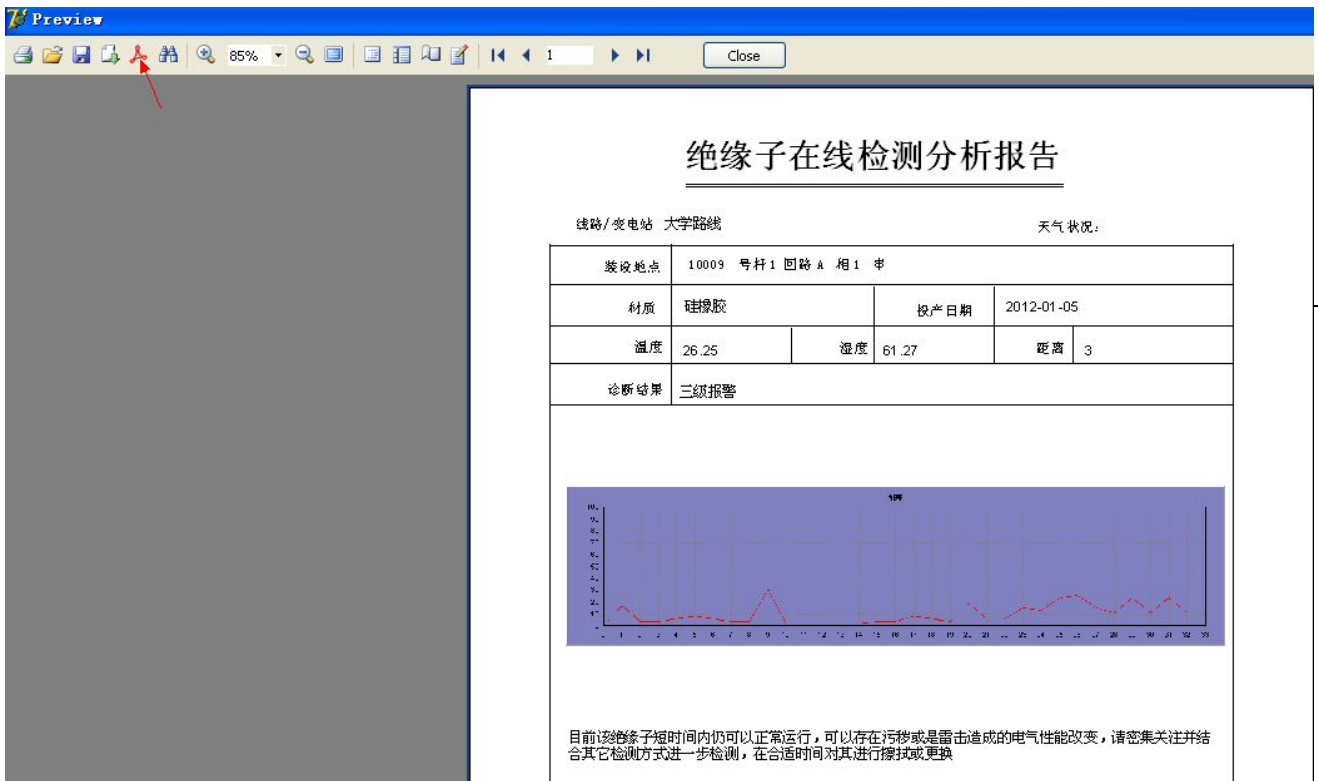 Preview
85%
1
Close
绝缘子在线检测分析报告
线路/变电站 大学路线
天气状况:
装设地点 10009 号杆1 回路 A 相1 串
材质 硅橡胶 投产日期 2012-01-05
温度 26.25 湿度 61.27 距离 3
诊断结果 三级报警
目前该绝缘子短时间内仍可以正常运行，可以存在污秽或是雷击造成的电气性能改变，请密集关注并结
合其它检测方式进一步检测，在合适时间对其进行擦拭或更换